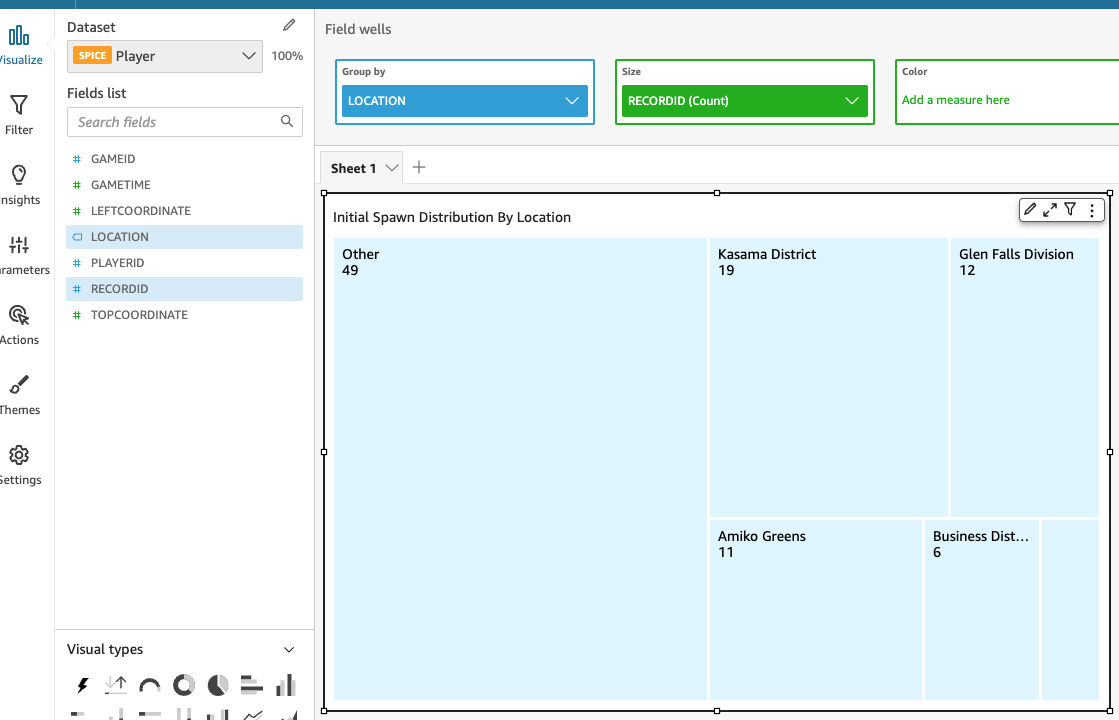 Dataset
SPICE Player
100%
Fields list
Search fields
# GAMEID
# GAMETIME
# LEFTCOORDINATE
LOCATION
# PLAYERID
# RECORDID
# TOPCOORDINATE
Visual types
Visualize
Filter
Insights
arameters
Actions
Themes
Settings
Field wells
Group by
LOCATION
Size
RECORDID (Count)
Color
Add a measure here
Sheet 1
Initial Spawn Distribution By Location
Other
49
Kasama District
19
Glen Falls Division
12
Amiko Greens
11
Business Dist...
6